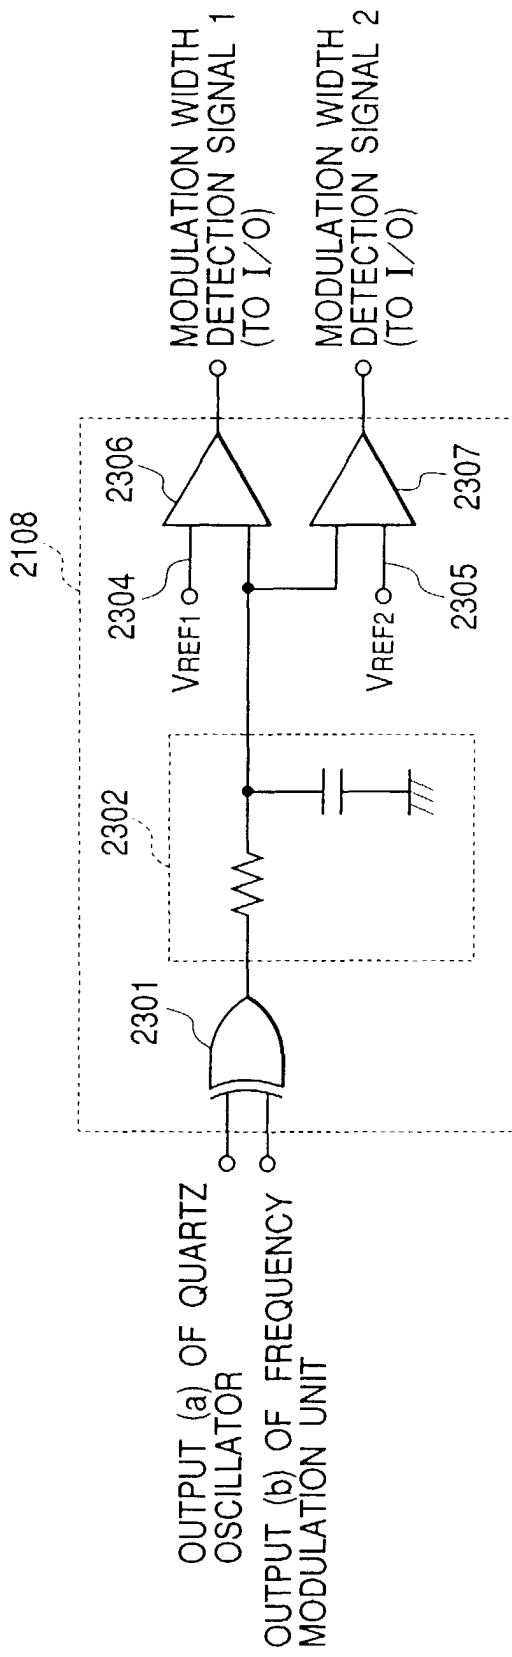 2108
OUTPUT (a) OF QUARTZ
OSCILLATOR
OUTPUT (b) OF FREQUENCY
MODULATION UNIT
2301
2302
VREF1
2304
2306
VREF2
2305
2307
MODULATION WIDTH
DETECTION SIGNAL 1
(TO I/O)
MODULATION WIDTH
DETECTION SIGNAL 2
(TO I/O)